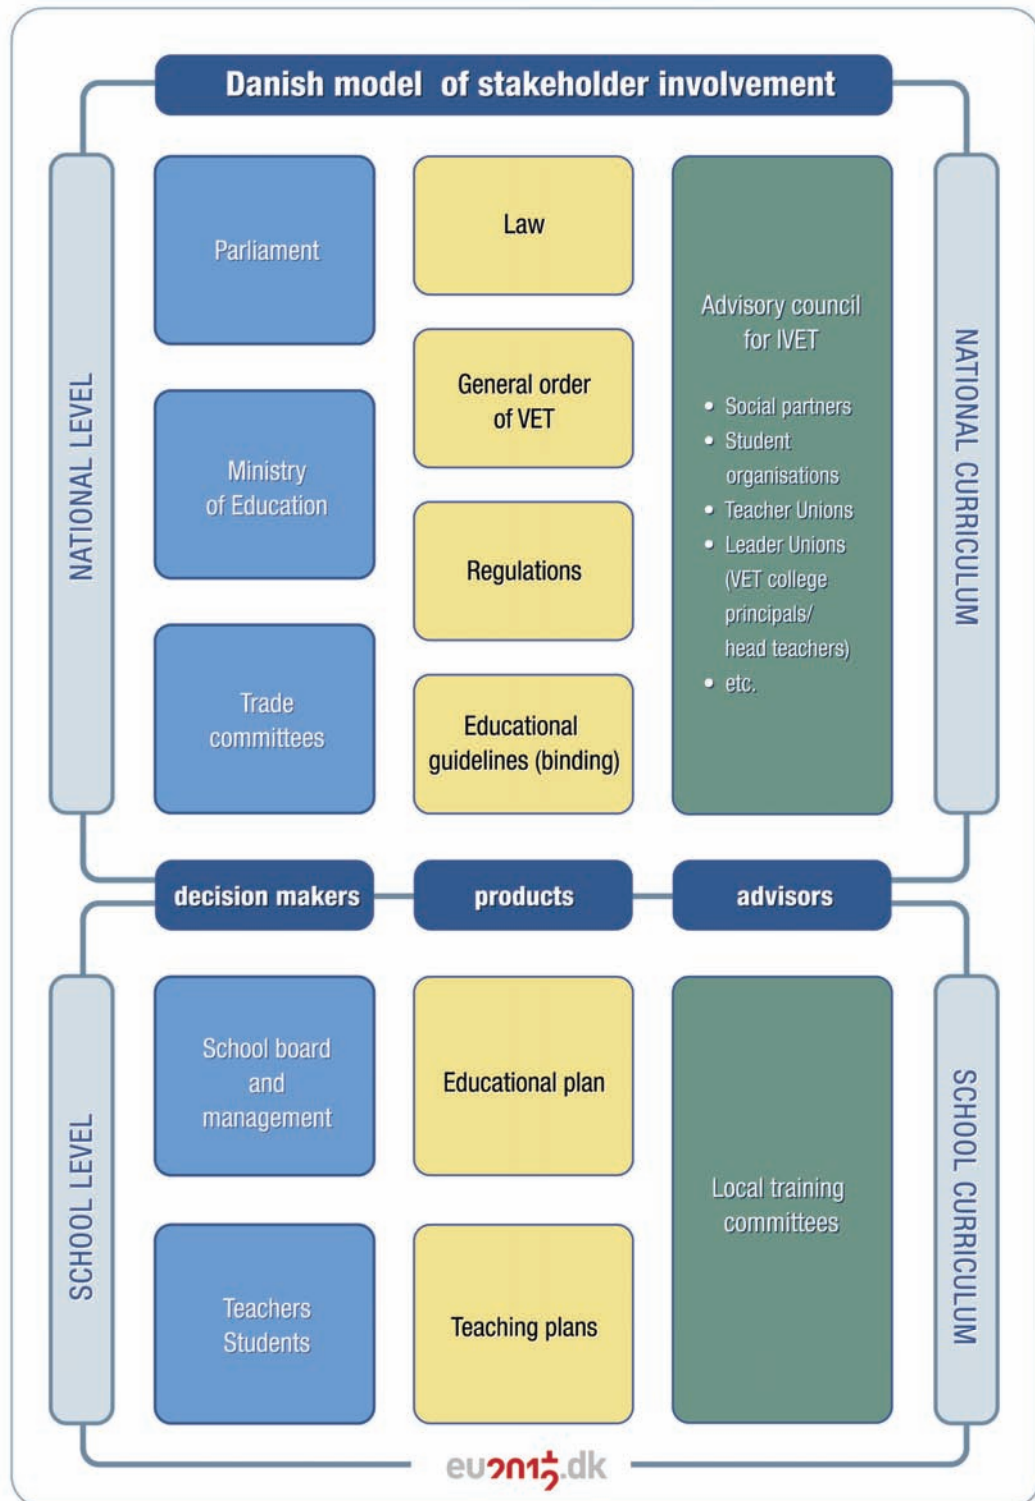 Danish model of stakeholder involvement
NATIONAL LEVEL
Parliament
Ministry
of Education
Trade
committees
Law
General order
of VET
Regulations
Educational
guidelines (binding)
Advisory council
for IVET
• Social partners
• Student
organisations
• Teacher Unions
• Leader Unions
(VET college
principals/
head teachers)
• etc.
NATIONAL CURRICULUM
decision makers
products
advisors
SCHOOL LEVEL
School board
and
management
Teachers
Students
Educational plan
Teaching plans
Local training
committees
SCHOOL CURRICULUM
eu2012.dk